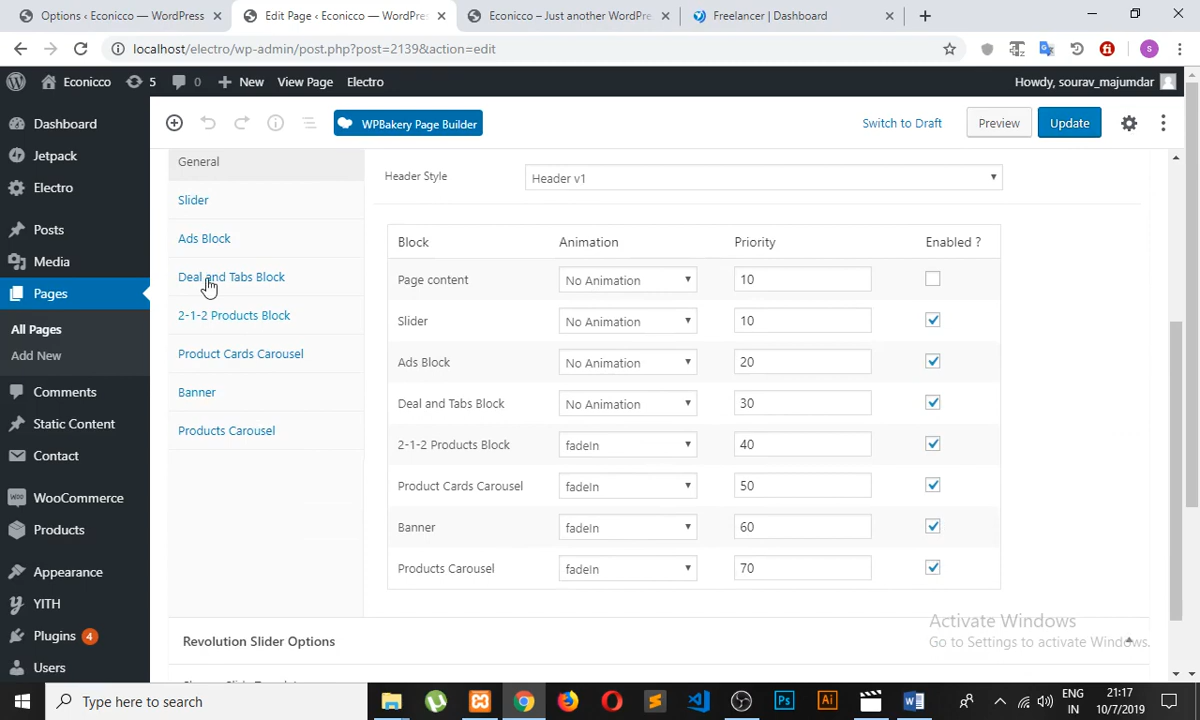 Options ‹ Econicco — WordPress
Edit Page ‹ Econicco — WordPres
Econicco – Just another WordPre
Freelancer | Dashboard
localhost/electro/wp-admin/post.php?post=2139&action=edit
Econicco 5 0 New View Page Electro Howdy, sourav_majumdar
WPBakery Page Builder Switch to Draft Preview Update
Dashboard
Jetpack
Electro
Posts
Media
Pages
All Pages
Add New
Comments
Static Content
Contact
WooCommerce
Products
Appearance
YITH
Plugins 4
Users
General
Slider
Ads Block
Deal and Tabs Block
2-1-2 Products Block
Product Cards Carousel
Banner
Products Carousel
Header Style Header v1
Block Animation Priority Enabled ?
Page content No Animation 10
Slider No Animation 10
Ads Block No Animation 20
Deal and Tabs Block No Animation 30
2-1-2 Products Block fadeIn 40
Product Cards Carousel fadeIn 50
Banner fadeIn 60
Products Carousel fadeIn 70
Revolution Slider Options
Activate Windows
Go to Settings to activate Windows.
Type here to search
ENG
IN
21:17
10/7/2019